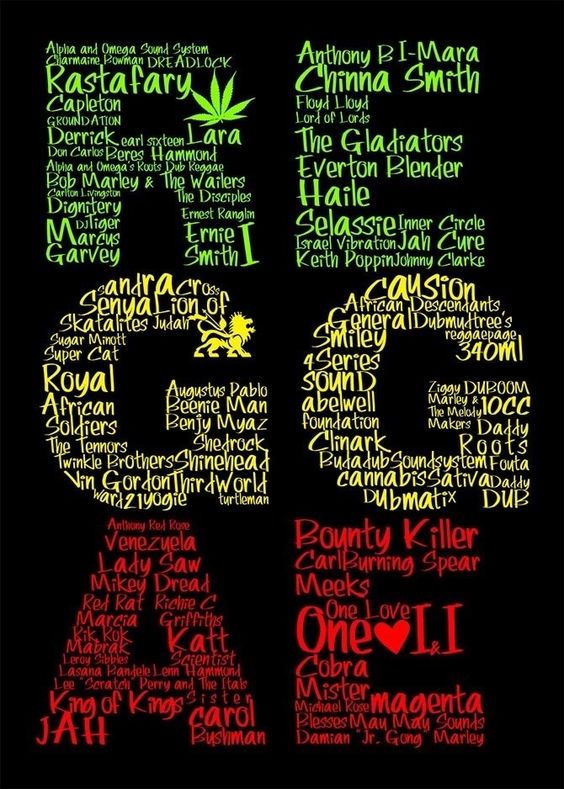 Alpha and Omega Sound System
Charmaine Bowman DREADLOCK
Rastafary
Capleton
GROUNDATION
Derrick earl sixteen Lara
Don Carlos Beres Hammond
Alpha and Omega's Roots Dub Reggae
Bob Marley & The Wailers
Carlton Livingston The Disciples
Dignitery Ernest Ranglin
DJ Tiger
Marcus Ernie
Garvey Smith I
Anthony B I-Mara
Chinna Smith
Floyd Lloyd
Lord of Lords
The Gladiators
Everton Blender
Haile
Selassie Inner Circle
Israel Vibration Jah Cure
Keith Poppin Johnny Clarke
Sandra Cross
Senya Lion of
Skatalites Judah
Sugar Minott
Super Cat
Royal
African
Soldiers
Augustus Pablo
Beenie Man
Benjy Myaz
The Tennors Shedrock
Twinkle Brothers Shinehead
Vin Gordon Third World
ward21 yogie turtleman
Causion
African Descendants,
General Dubmudtree's
Smiley reggaepage
340ml
4Series
sounD
abelwell
foundation
Ziggy DUBOOM
Marley &
The Melody 10CC
Makers Daddy
Clinark Roots
Budadub Soundsystem Fouta
cannabis Sativa Daddy
Dubmatix DUB
Anthony Red Rose
Venezuela
Lady Saw
Mikey Dread
Red Rat Richie C
Marcia Griffiths
Kik Kok Katt
Mabrak
Leroy Sibbles Scientist
Lasana Bandele Lenn Hammond
Lee "Scratch" Perry and The Itals
King of Kings Sister
JAH Carol
Bushman
Bounty Killer
Carl Burning Spear
Meeks
One Love
One I&I
Cobra
Mister
Michael Rose magenta
Blesses May May Sounds
Damian "Jr. Gong" Marley